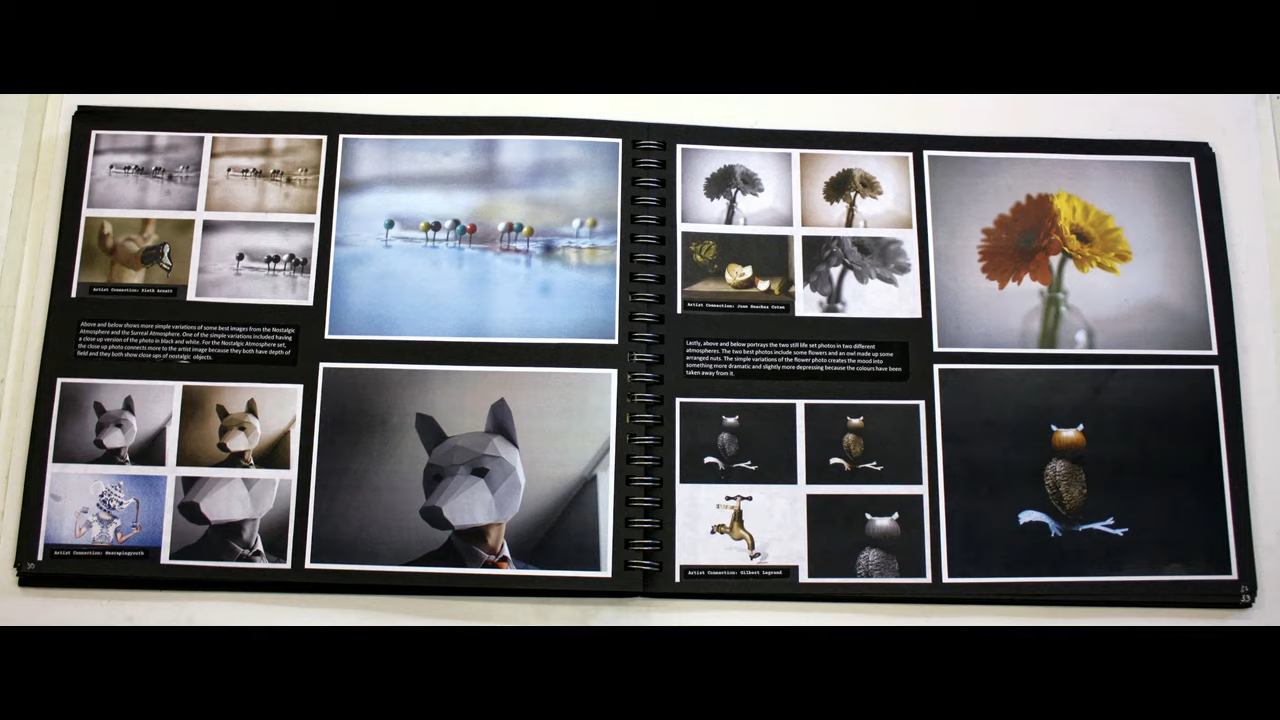 Artist Connection: Kieth Arnatt
Above and below shows more simple variations of some best images from the Nostalgic
Atmosphere and the Surreal Atmosphere. One of the simple variations included having
a close up version of the photo in black and white. For the Nostalgic Atmosphere set,
the close up photo connects more to the artist image because they both have depth of
field and they both show close ups of nostalgic objects.
Artist Connection: Escapingyouth
30
Artist Connection: Juan Sanchez Cotan
Lastly, above and below portrays the two still life set photos in two different
atmospheres. The two best photos include some flowers and an owl made up some
arranged nuts. The simple variations of the flower photo creates the mood into
something more dramatic and slightly more depressing because the colours have been
taken away from it.
Artist Connection: Gilbert Legrand